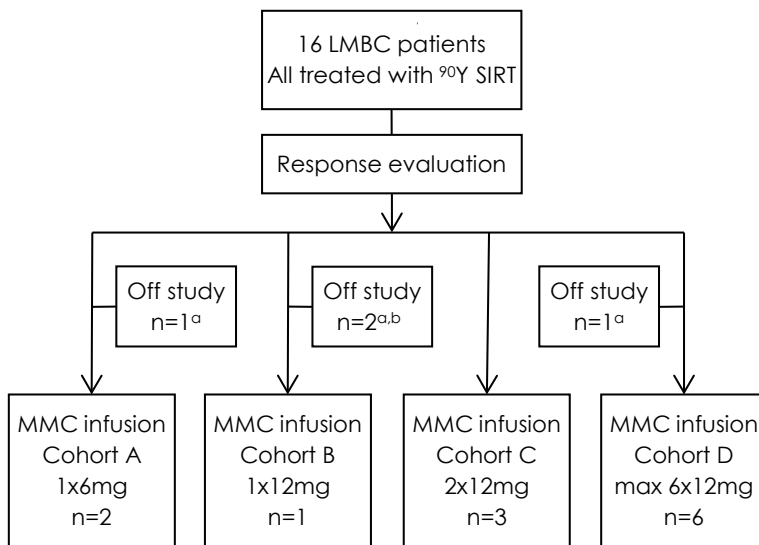 16 LMBC patients
All treated with ⁹⁰Y SIRT
Response evaluation
Off study
n=1ᵃ
Off study
n=2ᵃ,ᵇ
Off study
n=1ᵃ
MMC infusion
Cohort A
1x6mg
n=2
MMC infusion
Cohort B
1x12mg
n=1
MMC infusion
Cohort C
2x12mg
n=3
MMC infusion
Cohort D
max 6x12mg
n=6